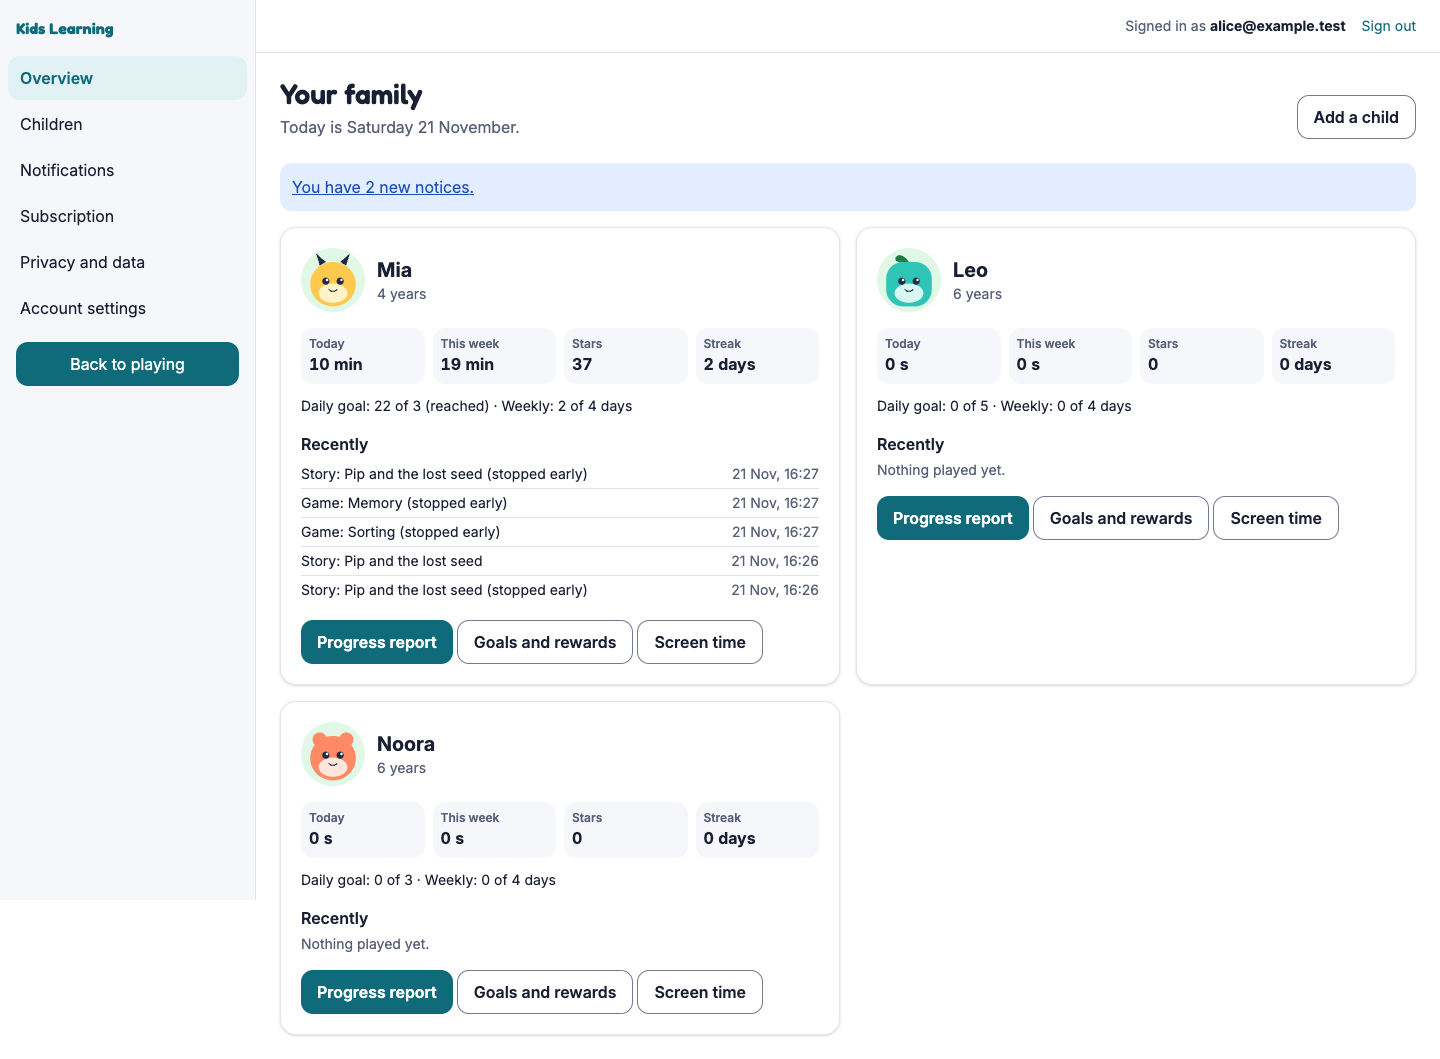 Kids Learning
Overview
Children
Notifications
Subscription
Privacy and data
Account settings
Back to playing
Signed in as alice@example.test Sign out
Your family
Today is Saturday 21 November.
Add a child
You have 2 new notices.
Mia
4 years
Today This week Stars Streak
10 min 19 min 37 2 days
Daily goal: 22 of 3 (reached) · Weekly: 2 of 4 days
Recently
Story: Pip and the lost seed (stopped early) 21 Nov, 16:27
Game: Memory (stopped early) 21 Nov, 16:27
Game: Sorting (stopped early) 21 Nov, 16:27
Story: Pip and the lost seed 21 Nov, 16:26
Story: Pip and the lost seed (stopped early) 21 Nov, 16:26
Progress report Goals and rewards Screen time
Leo
6 years
Today This week Stars Streak
0 s 0 s 0 0 days
Daily goal: 0 of 5 · Weekly: 0 of 4 days
Recently
Nothing played yet.
Progress report Goals and rewards Screen time
Noora
6 years
Today This week Stars Streak
0 s 0 s 0 0 days
Daily goal: 0 of 3 · Weekly: 0 of 4 days
Recently
Nothing played yet.
Progress report Goals and rewards Screen time